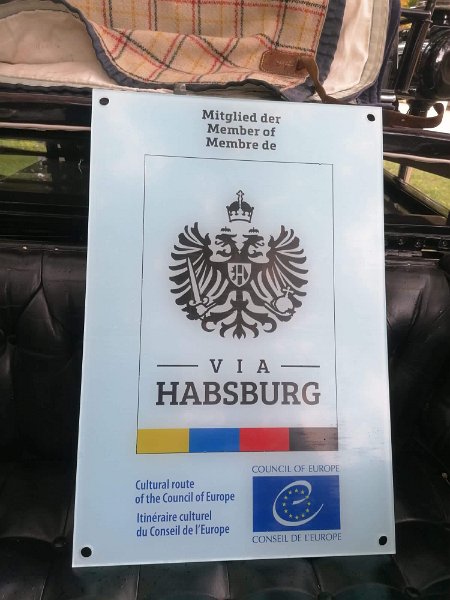 Mitglied der
Member of
Membre de
VIA
HABSBURG
Cultural route
of the Council of Europe
Itinéraire culturel
du Conseil de l'Europe
COUNCIL OF EUROPE
CONSEIL DE L'EUROPE